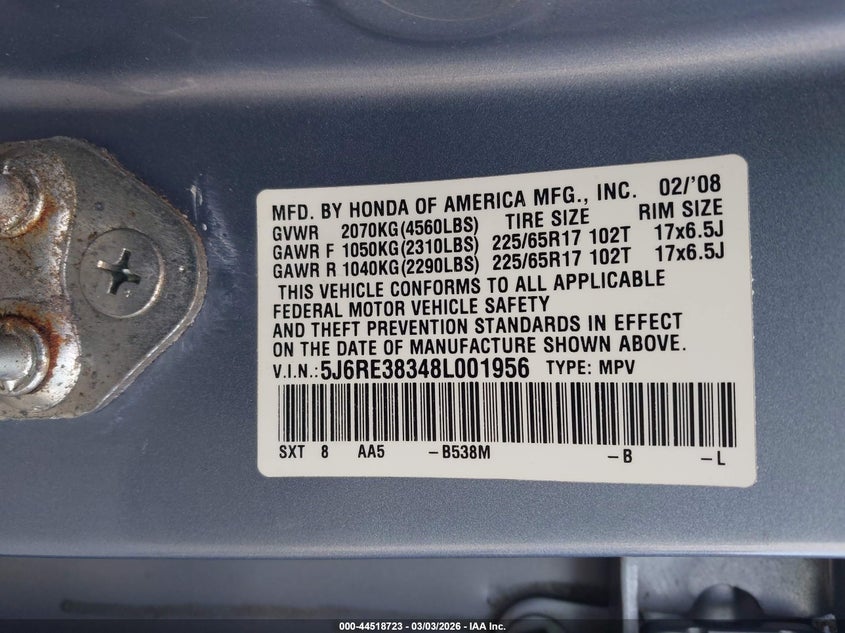 MFD. BY HONDA OF AMERICA MFG., INC. 02/'08
GVWR 2070KG(4560LBS) TIRE SIZE RIM SIZE
GAWR F 1050KG(2310LBS) 225/65R17 102T 17x6.5J
GAWR R 1040KG(2290LBS) 225/65R17 102T 17x6.5J
THIS VEHICLE CONFORMS TO ALL APPLICABLE
FEDERAL MOTOR VEHICLE SAFETY
AND THEFT PREVENTION STANDARDS IN EFFECT
ON THE DATE OF MANUFACTURE SHOWN ABOVE.
V.I.N.:5J6RE38348L001956 TYPE: MPV
SXT 8 AA5 -B538M -B -L
000-44518723 - 03/03/2026 - IAA Inc.